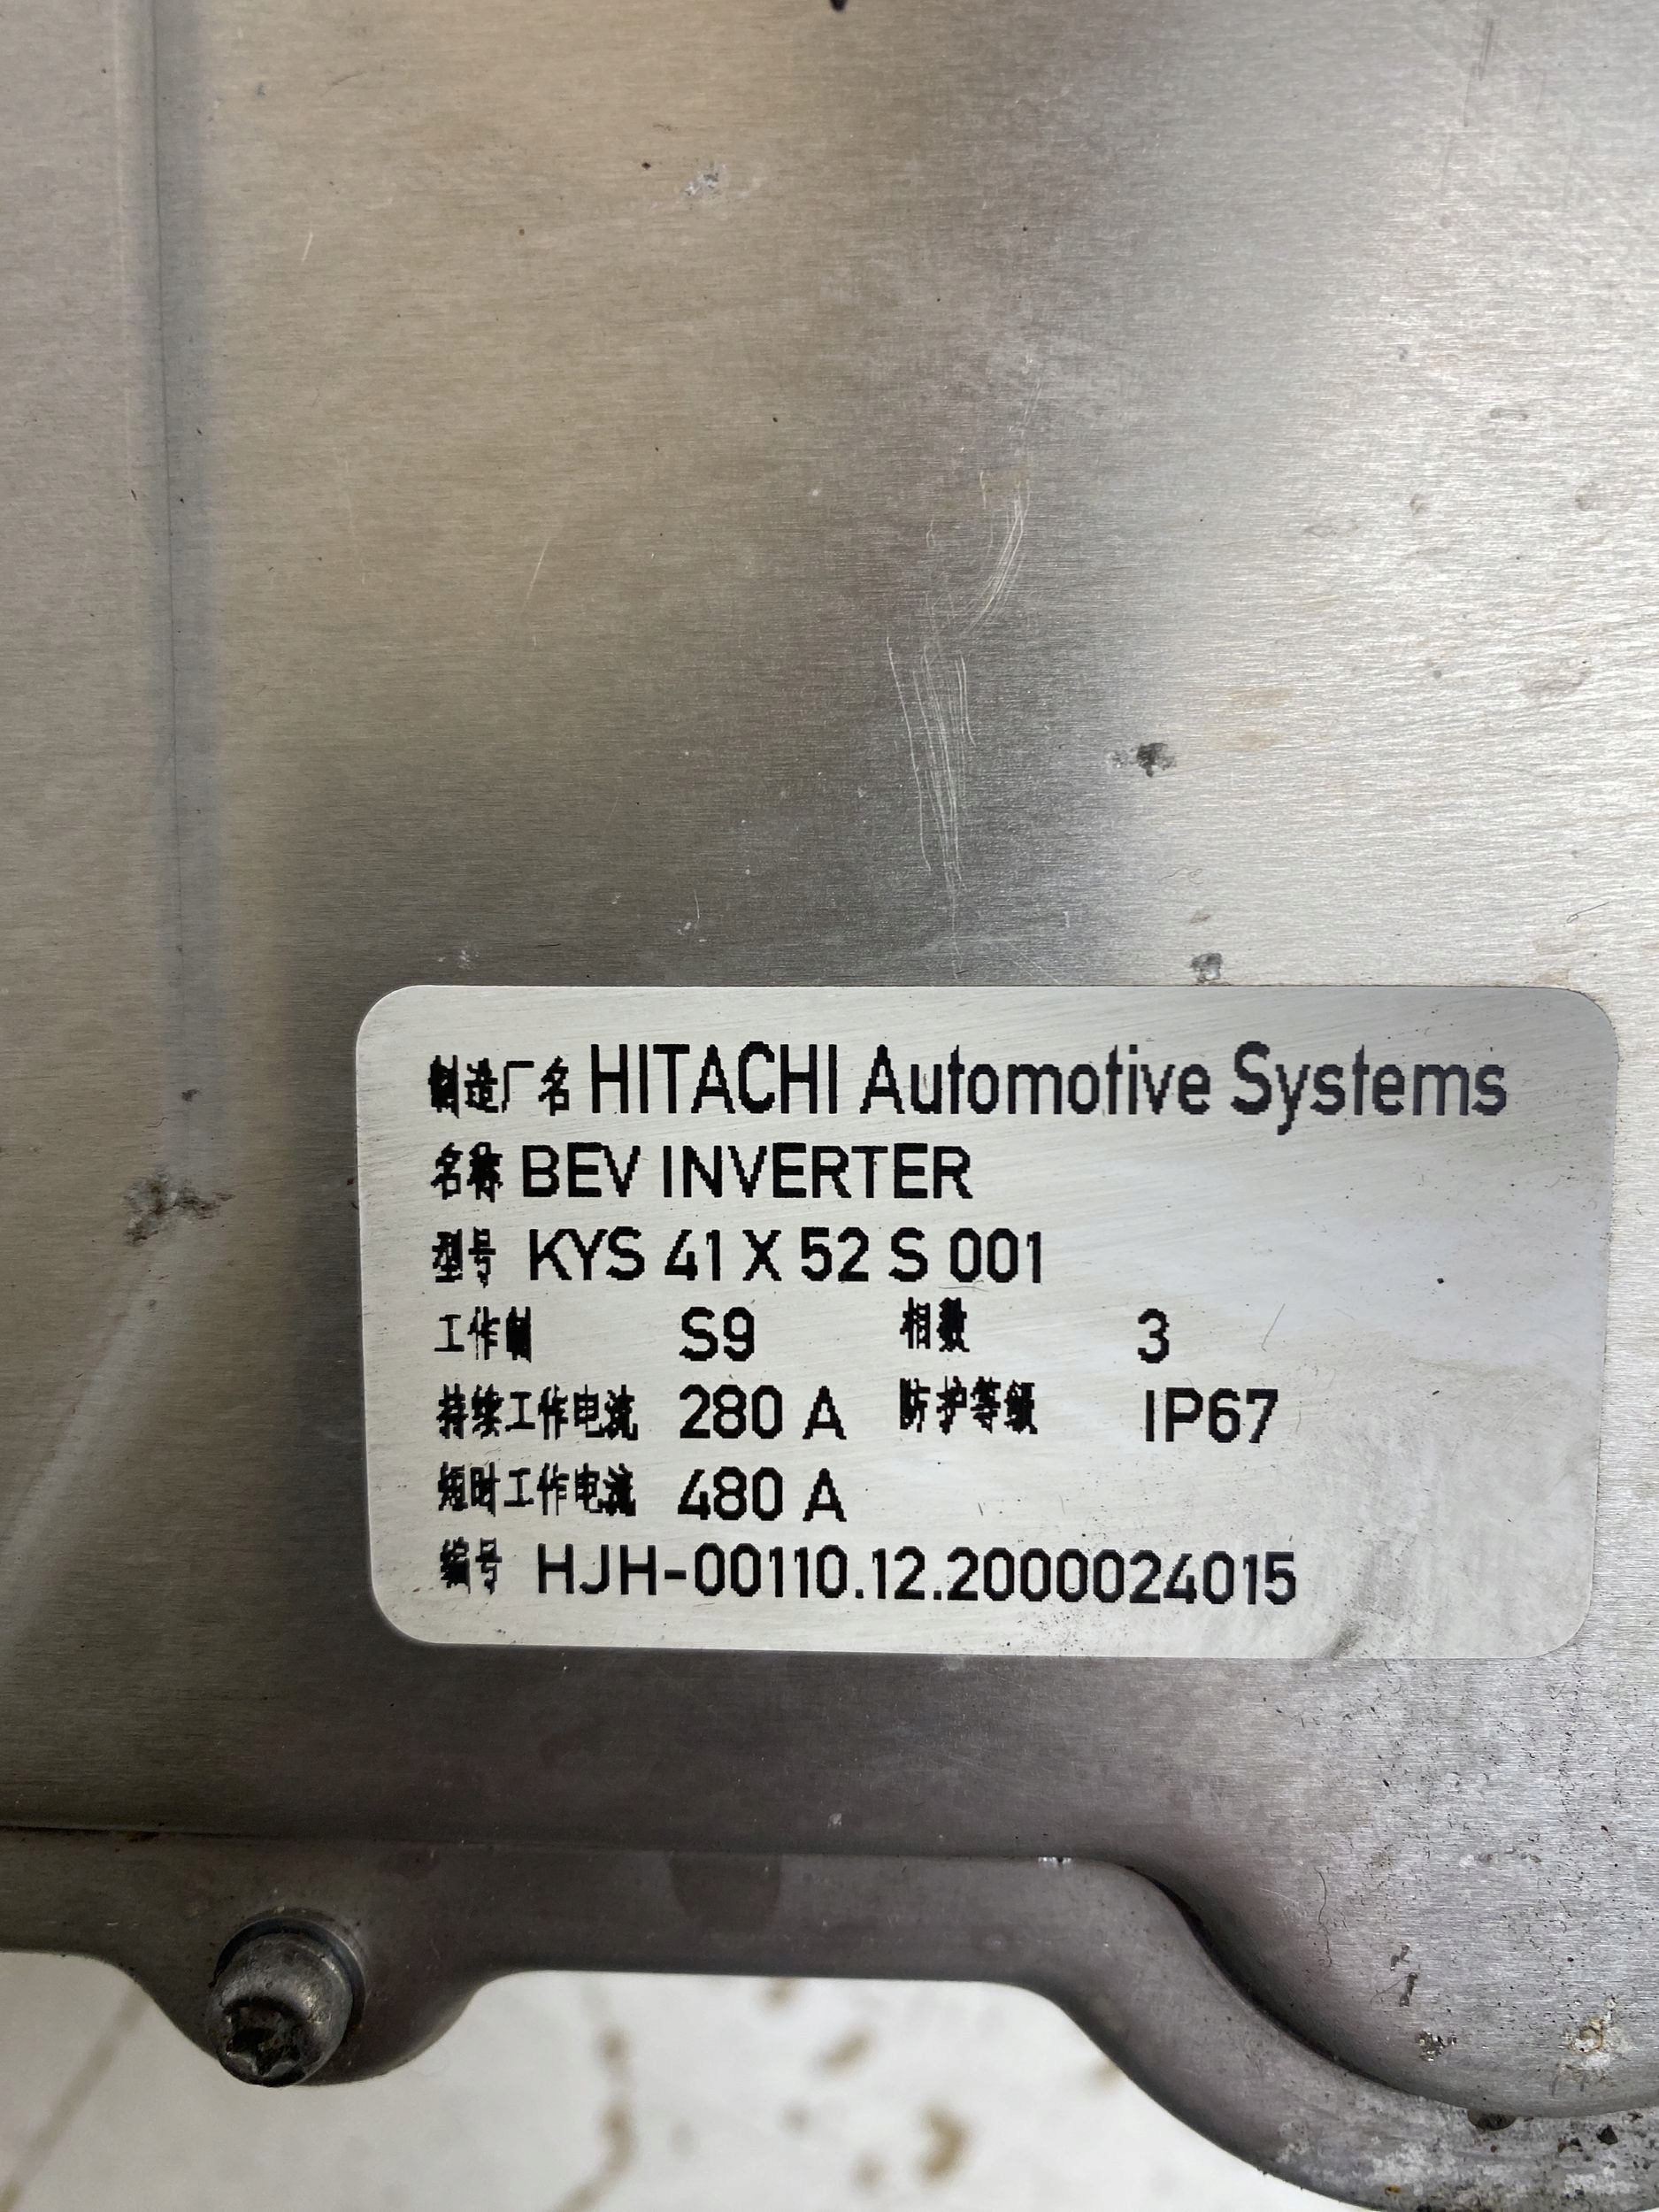 制造厂名 HITACHI Automotive Systems
名称 BEV INVERTER
型号 KYS 41 X 52 S 001
工作制 S9 相数 3
持续工作电流 280 A 防护等级 IP67
短时工作电流 480 A
编号 HJH-00110.12.2000024015